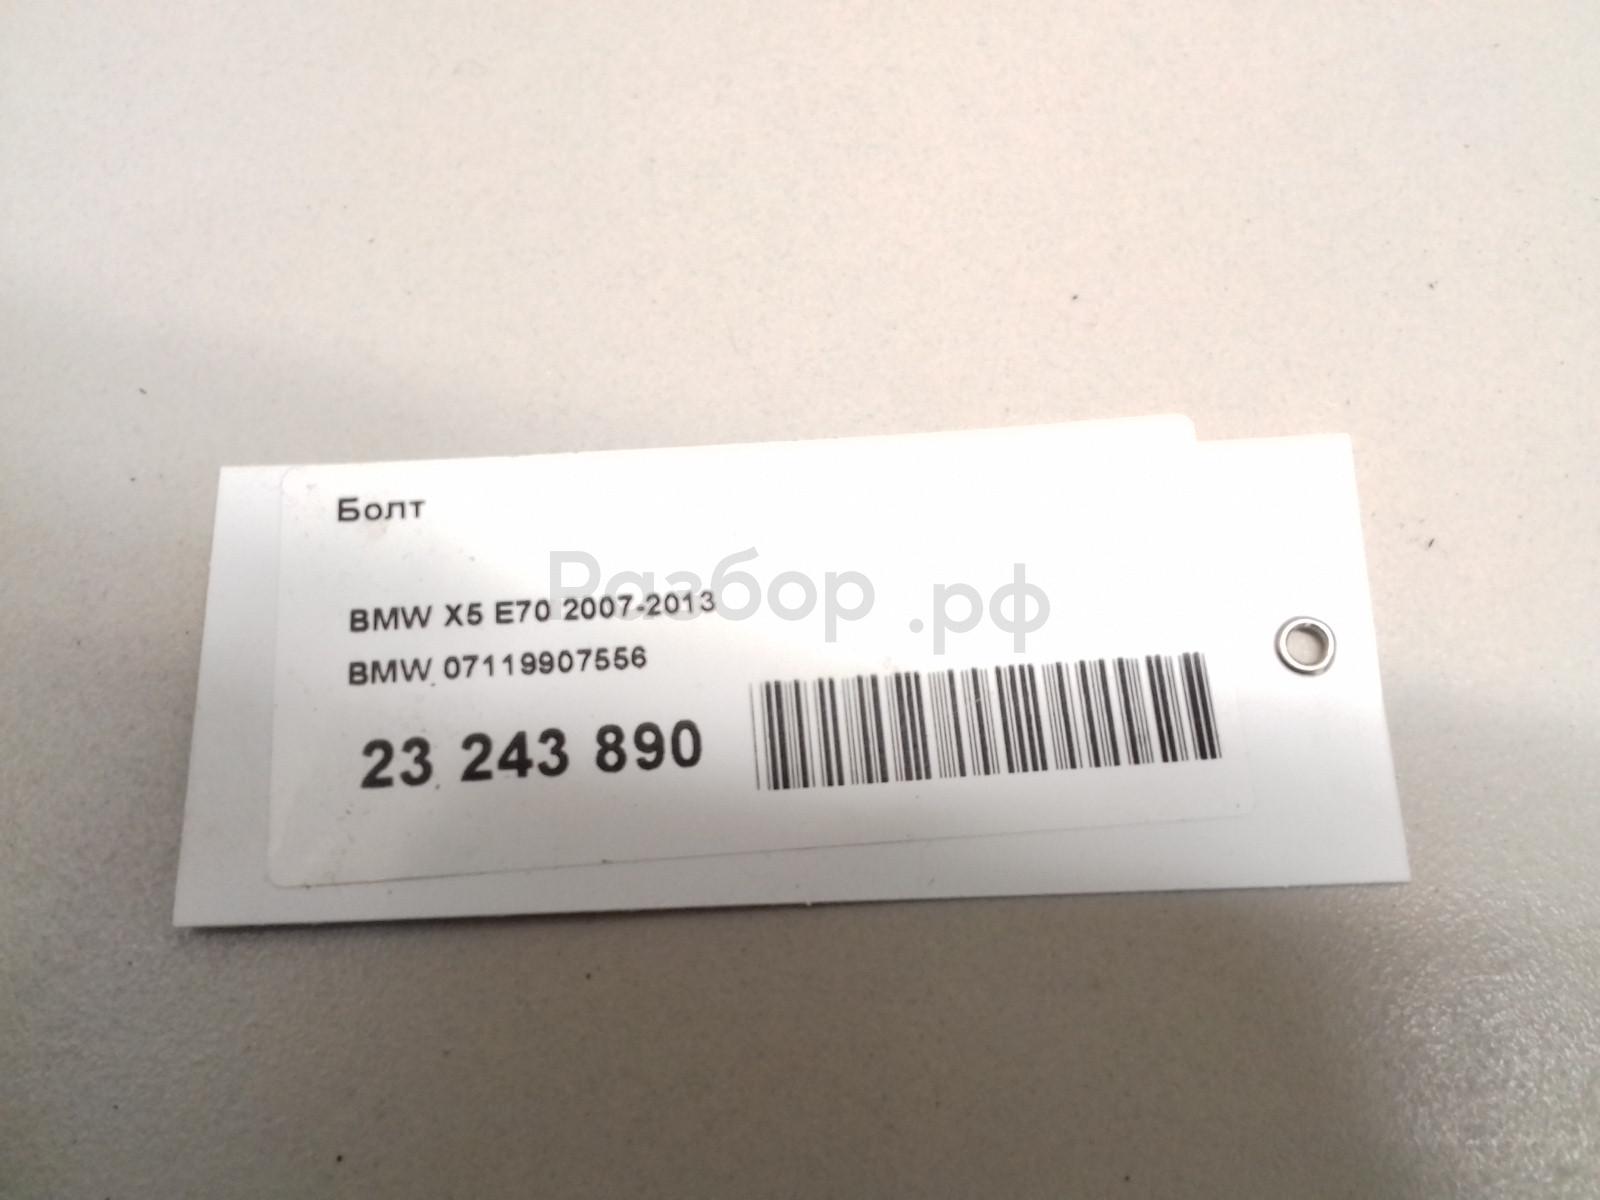 Болт
Разбор.рф
BMW X5 E70 2007-2013
BMW 07119907556
23 243 890